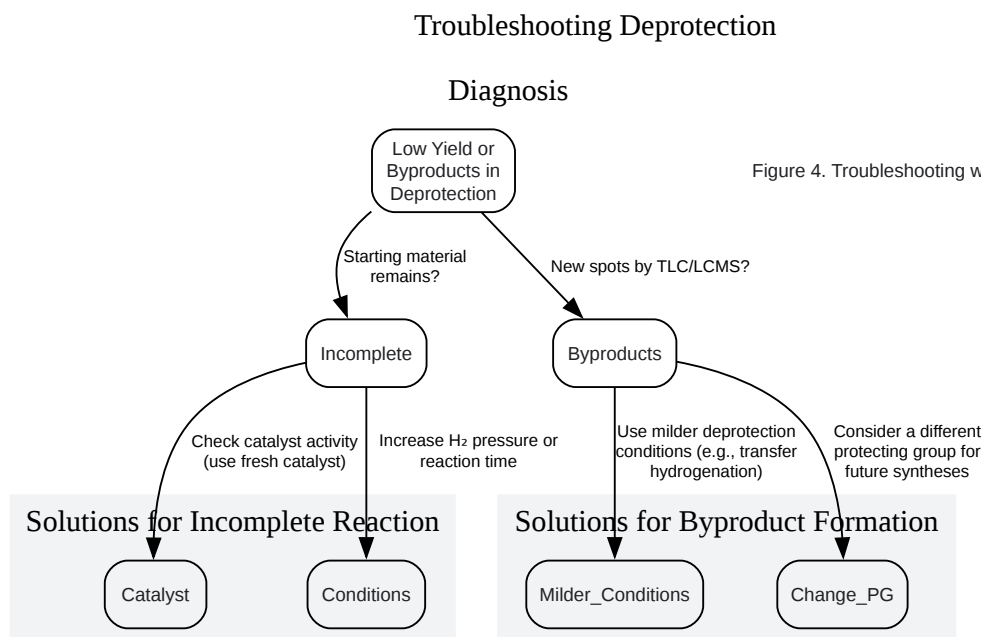 Troubleshooting Deprotection
Diagnosis
Low Yield or
Byproducts in
Deprotection
Figure 4. Troubleshooting
Starting material
remains?
New spots by TLC/LCMS?
Incomplete
Byproducts
Check catalyst activity
(use fresh catalyst)
Increase H₂ pressure or
reaction time
Use milder deprotection
conditions (e.g., transfer
hydrogenation)
Consider a different
protecting group for
future syntheses
Solutions for Incomplete Reaction
Solutions for Byproduct Formation
Catalyst
Conditions
Milder_Conditions
Change_PG